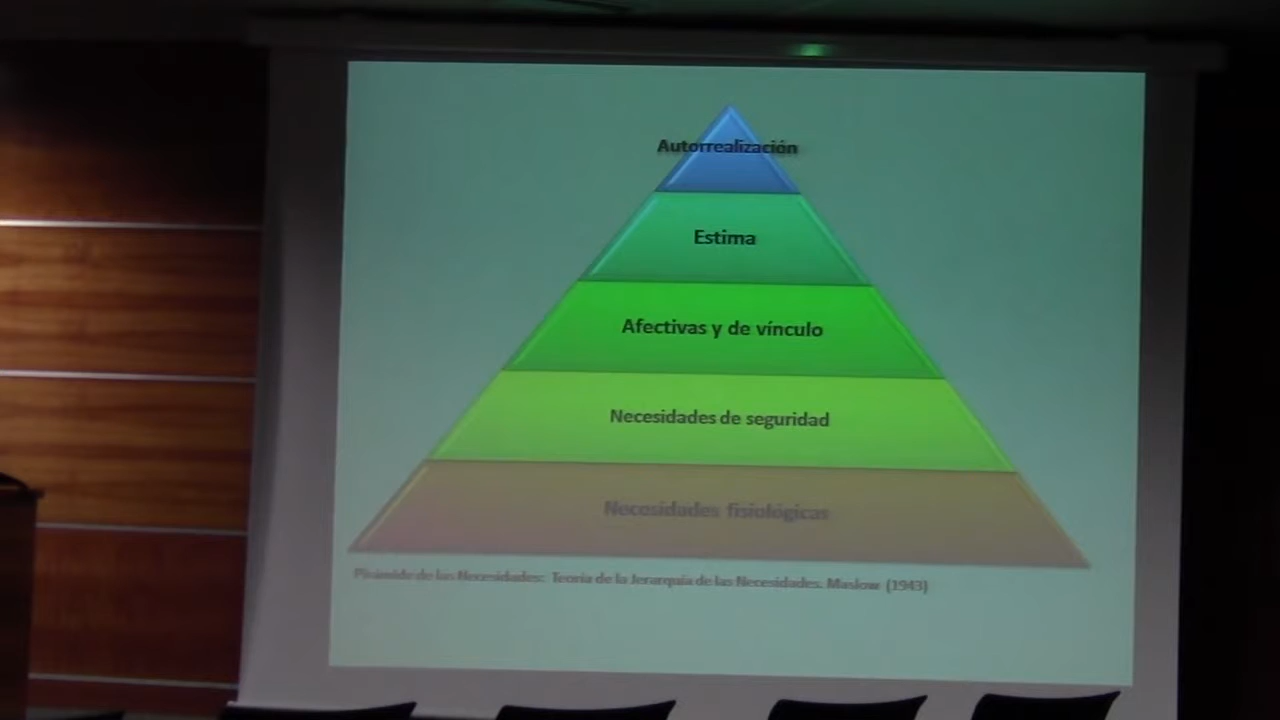 Autorrealización
Estima
Afectivas y de vínculo
Necesidades de seguridad
Necesidades fisiológicas
Pirámide de las Necesidades: Teoría de la Jerarquía de las Necesidades. Maslow (1943)